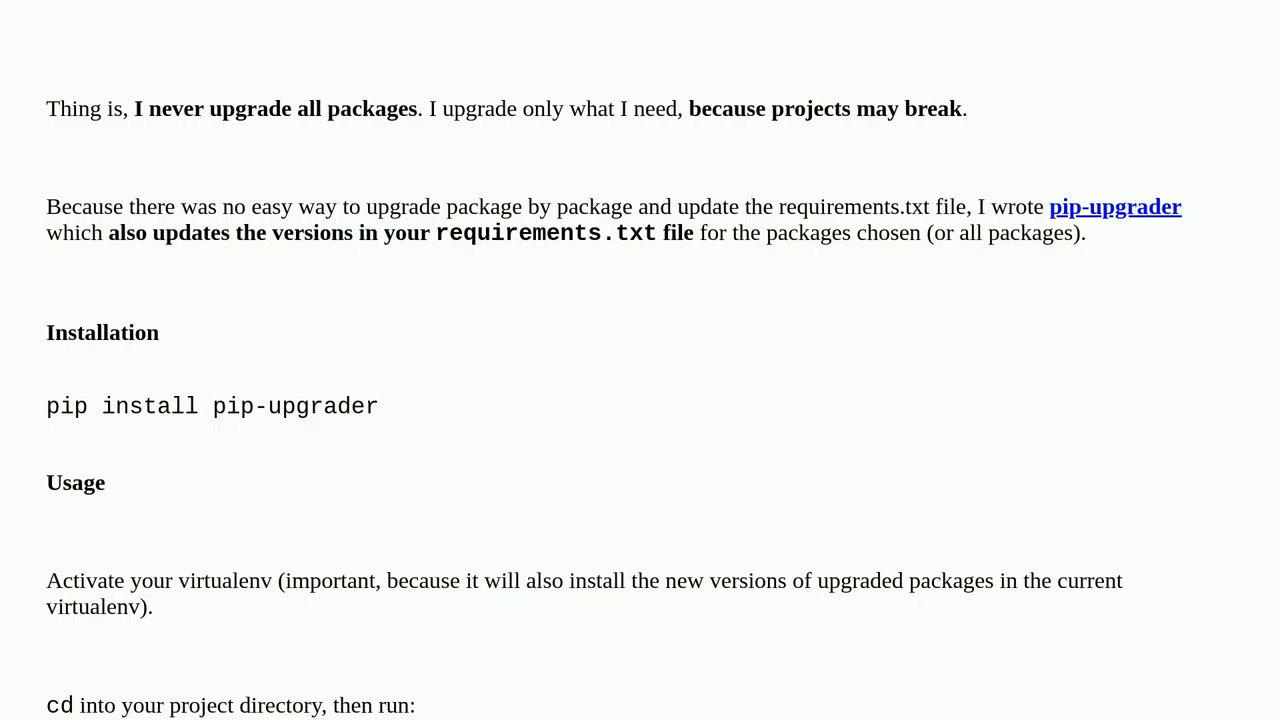 Thing is, I never upgrade all packages. I upgrade only what I need, because projects may break.
Because there was no easy way to upgrade package by package and update the requirements.txt file, I wrote pip-upgrader
which also updates the versions in your requirements.txt file for the packages chosen (or all packages).
Installation
pip install pip-upgrader
Usage
Activate your virtualenv (important, because it will also install the new versions of upgraded packages in the current
virtualenv).
cd into your project directory, then run: